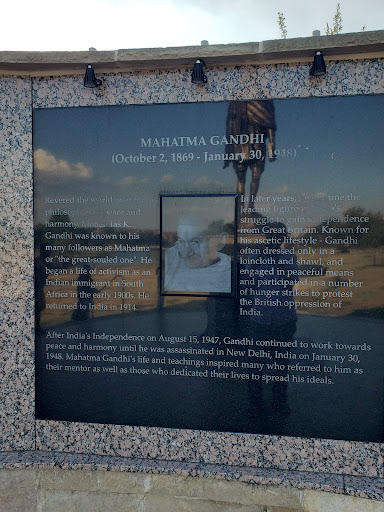 MAHATMA GANDHI
(October 2, 1869 - January 30, 1948)
Revered the world
philosophies peace and
harmony
Gandhi was known to his
many followers as Mahatma
or "the great-souled one". He
began a life of activism as an
Indian immigrant in South
Africa in the early 1900s. He
returned to India in 1914.
In later years, the
leading
struggle to gain independence
from Great britain. Known for
his ascetic lifestyle - Gandhi
often dressed only in a
loincloth and shawl, and
engaged in peaceful means
and participated in a number
of hunger strikes to protest
the British oppression of
India.
After India's Independence on August 15, 1947, Gandhi continued to work towards
peace and harmony until he was assassinated in New Delhi, India on January 30,
1948. Mahatma Gandhi's life and teachings inspired many who referred to him as
their mentor as well as those who dedicated their lives to spread his ideals.